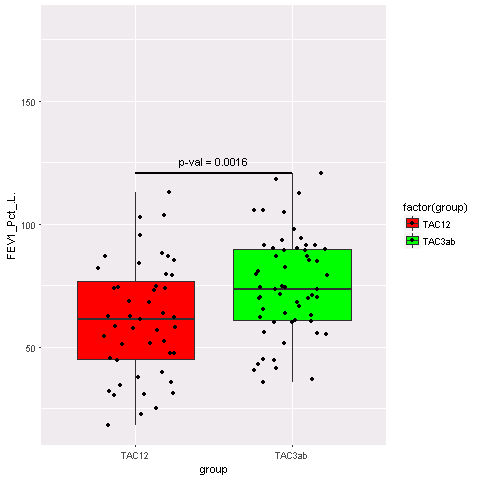 150
100
50
FEV1_Pct_L.
p-val = 0.0016
TAC12
TAC3ab
group
factor(group)
TAC12
TAC3ab